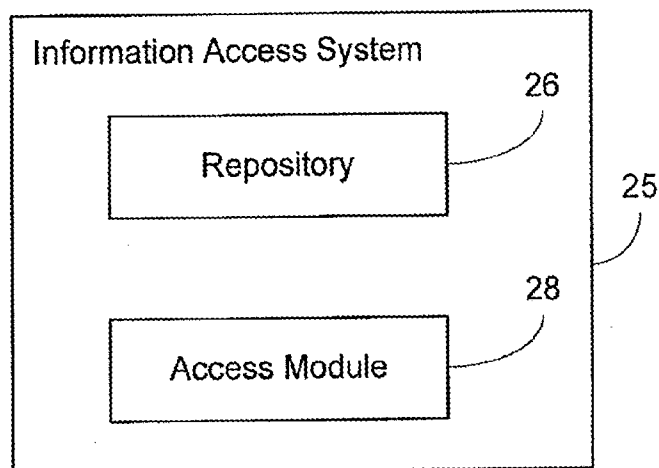 Information Access System
26
Repository
25
28
Access Module